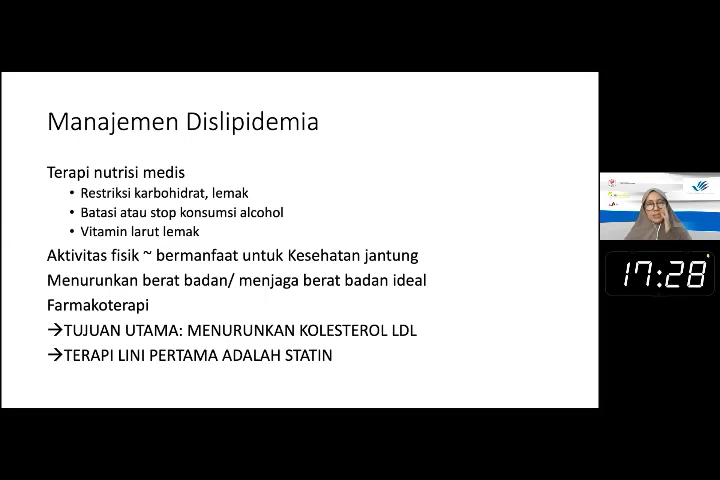 Manajemen Dislipidemia
Terapi nutrisi medis
• Restriksi karbohidrat, lemak
• Batasi atau stop konsumsi alcohol
• Vitamin larut lemak
Aktivitas fisik ~ bermanfaat untuk Kesehatan jantung
Menurunkan berat badan/ menjaga berat badan ideal
Farmakoterapi
→TUJUAN UTAMA: MENURUNKAN KOLESTEROL LDL
→TERAPI LINI PERTAMA ADALAH STATIN
17:28